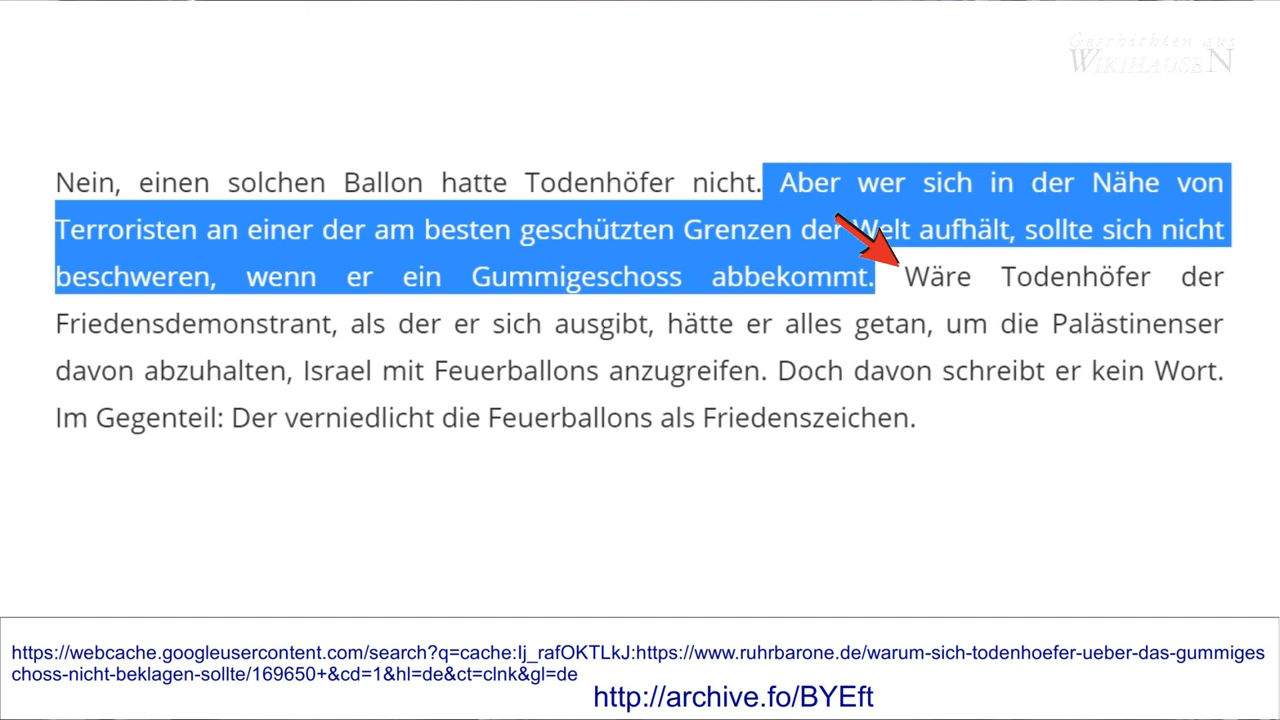 Geschichten aus
WIKIHAUSEN
Nein, einen solchen Ballon hatte Todenhöfer nicht. Aber wer sich in der Nähe von
Terroristen an einer der am besten geschützten Grenzen der Welt aufhält, sollte sich nicht
beschweren, wenn er ein Gummigeschoss abbekommt. Wäre Todenhöfer der
Friedensdemonstrant, als der er sich ausgibt, hätte er alles getan, um die Palästinenser
davon abzuhalten, Israel mit Feuerballons anzugreifen. Doch davon schreibt er kein Wort.
Im Gegenteil: Der verniedlicht die Feuerballons als Friedenszeichen.
https://webcache.googleusercontent.com/search?q=cache:Ij_rafOKTLkJ:https://www.ruhrbarone.de/warum-sich-todenhoefer-ueber-das-gummiges
choss-nicht-beklagen-sollte/169650+&cd=1&hl=de&ct=clnk&gl=de
http://archive.fo/BYEft